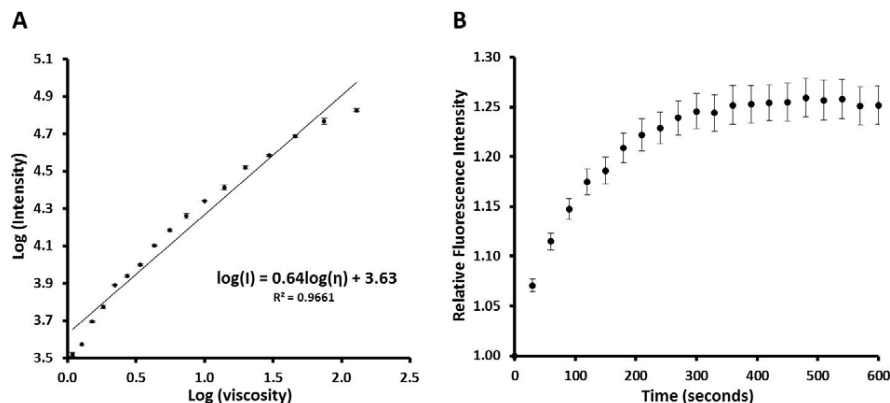 A
5.1
4.9
4.7
4.5
4.3
4.1
3.9
3.7
3.5
Log (Intensity)
log(I) = 0.64log(η) + 3.63
R² = 0.9661
0.0 0.5 1.0 1.5 2.0 2.5
Log (viscosity)
B
1.30
1.25
1.20
1.15
1.10
1.05
1.00
Relative Fluorescence Intensity
0 100 200 300 400 500 600
Time (seconds)